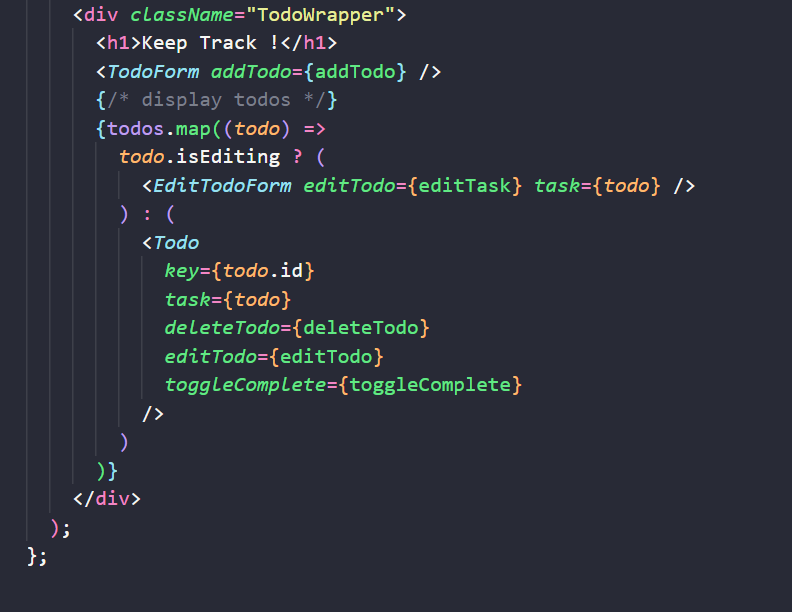 <div className="TodoWrapper">
<h1>Keep Track !</h1>
<TodoForm addTodo={addTodo} />
{/* display todos */}
{todos.map((todo) =>
todo.isEditing ? (
<EditTodoForm editTodo={editTask} task={todo} />
) : (
<Todo
key={todo.id}
task={todo}
deleteTodo={deleteTodo}
editTodo={editTodo}
toggleComplete={toggleComplete}
/>
)
)}
</div>
);
};